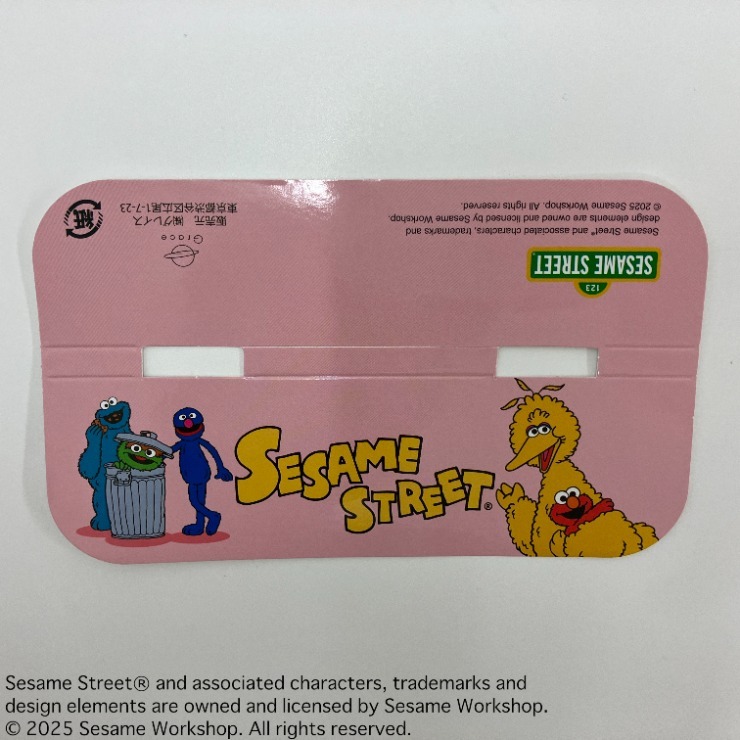 紙
販売元 ㈱グレイス
東京都渋谷区広尾1-7-23
Grace
123
SESAME STREET
Sesame Street® and associated characters, trademarks and
design elements are owned and licensed by Sesame Workshop.
© 2025 Sesame Workshop. All rights reserved.
SESAME
STREET®
Sesame Street® and associated characters, trademarks and
design elements are owned and licensed by Sesame Workshop.
© 2025 Sesame Workshop. All rights reserved.